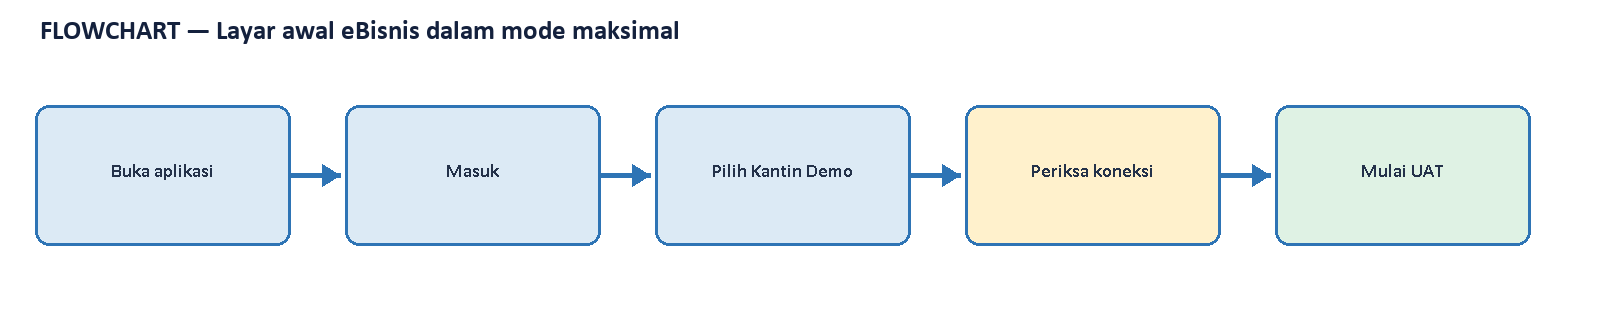 FLOWCHART — Layar awal eBisnis dalam mode maksimal
Buka aplikasi
Masuk
Pilih Kantin Demo
Periksa koneksi
Mulai UAT